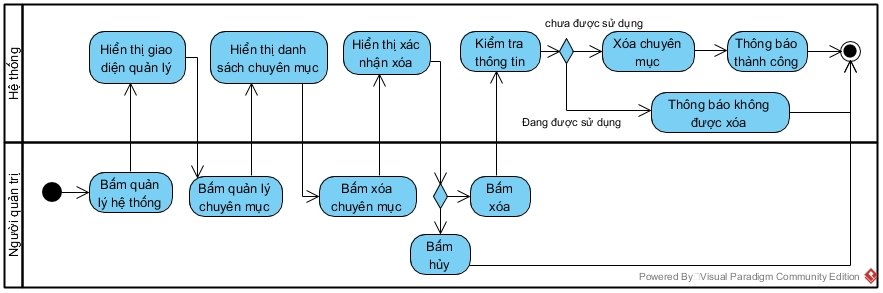 Hệ thống
Hiển thị giao
diện quản lý
Hiển thị danh
sách chuyên mục
Hiển thị xác
nhận xóa
Kiểm tra
thông tin
chưa được sử dụng
Xóa chuyên
mục
Thông báo
thành công
Đang được sử dụng
Thông báo không
được xóa
Người quản trị
Bấm quản
lý hệ thống
Bấm quản lý
chuyên mục
Bấm xóa
chuyên mục
Bấm
xóa
Bấm
hủy
Powered By Visual Paradigm Community Edition